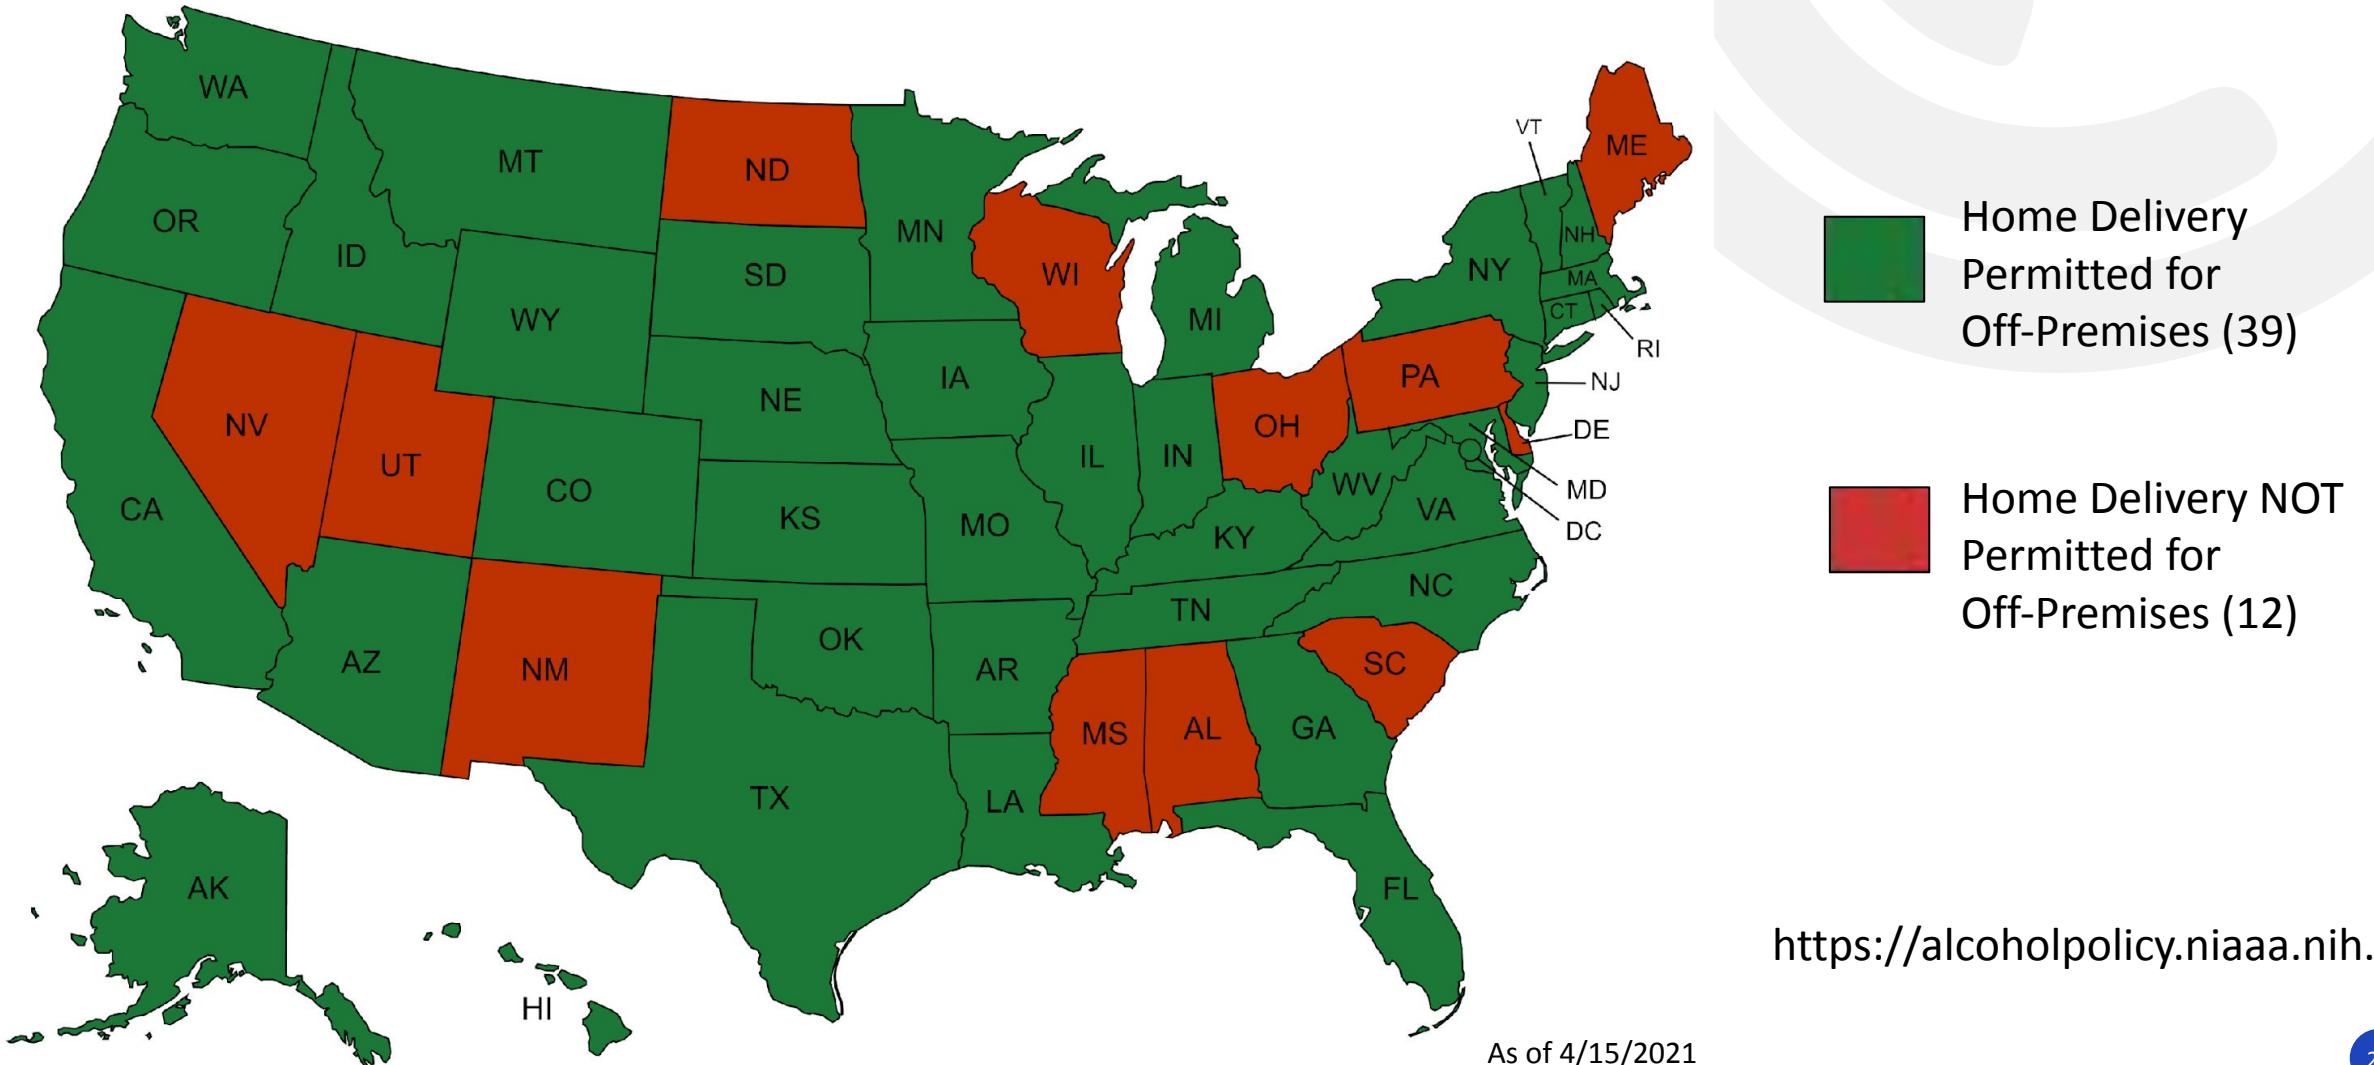 WA
MT
ND
ME
VT
OR
ID
MN
SD
WI
NY
NH
MA
CT
RI
WY
MI
IA
PA
NJ
NE
NV
OH
DE
UT
IL
IN
CO
WV
MD
CA
KS
MO
VA
DC
KY
NC
TN
OK
AZ
NM
AR
SC
MS
AL
GA
TX
LA
AK
FL
HI
As of 4/15/2021
Home Delivery
Permitted for
Off-Premises (39)
Home Delivery NOT
Permitted for
Off-Premises (12)
https://alcoholpolicy.niaaa.nih.